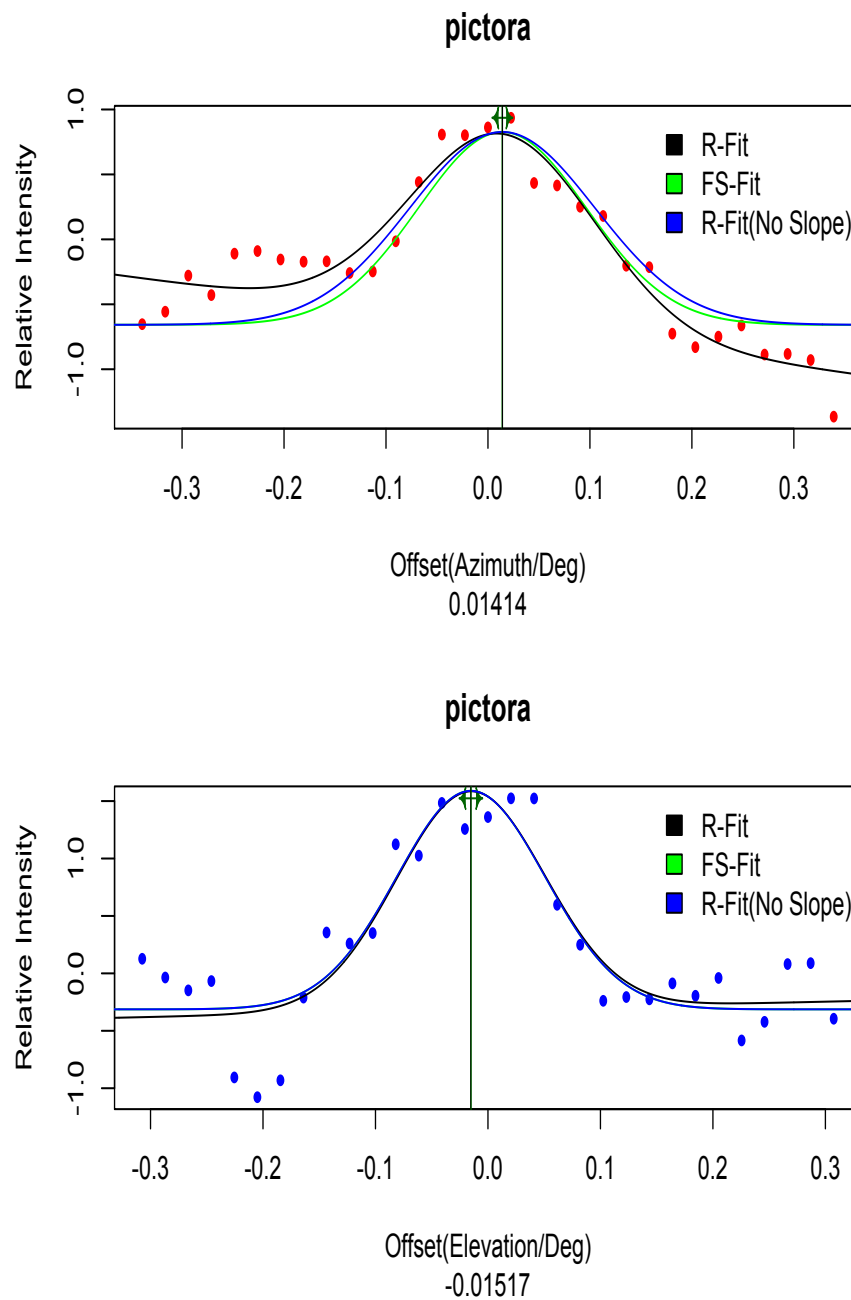 pictora
Relative Intensity
1.0
0.0
-1.0
R-Fit
FS-Fit
R-Fit(No Slope)
-0.3 -0.2 -0.1 0.0 0.1 0.2 0.3
Offset(Azimuth/Deg)
0.01414
pictora
Relative Intensity
1.0
0.0
-1.0
R-Fit
FS-Fit
R-Fit(No Slope)
-0.3 -0.1 0.0 0.1 0.2 0.3
Offset(Elevation/Deg)
-0.01517